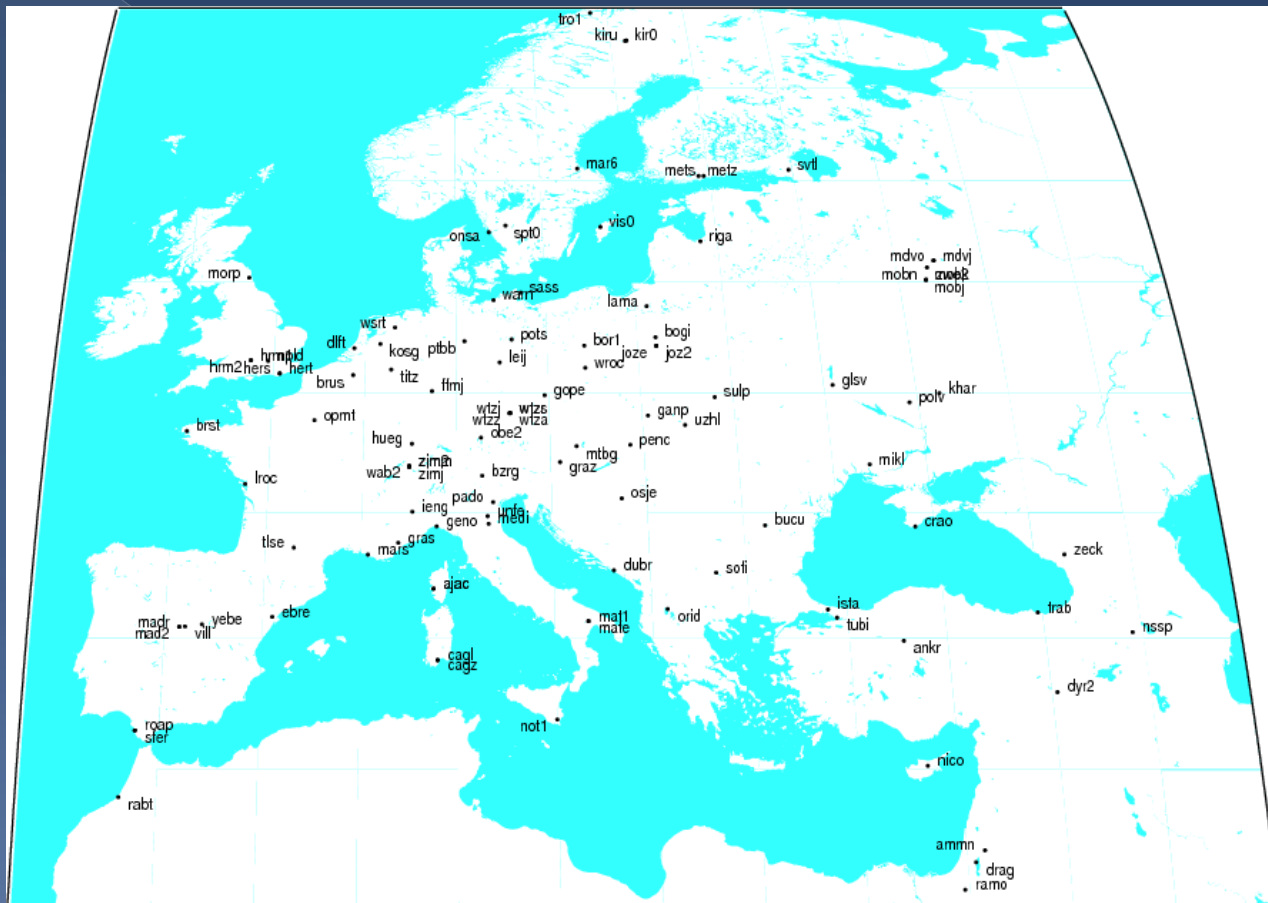 tro1
kiru kir0
mar6
mets metz
svtl
vis0
onsa
spt0
riga
morp
mdvo mdvj
mobn
mobj
sass
warn
lama
wsrt
dlft
kosg
ptbb
pots
bor1
bogi
joze joz2
hrm2 hers hert
leij
wroc
brus
titz
ffmj
gope
sulp
glsv
khar
polv
opmt
wtzj wtzs
wtzz wtza
ganp
uzhl
brst
hueg
obe2
mtbg
penc
zim2
wab2
zimj
graz
mikl
lroc
bzrg
pado
osje
ieng
unfe
medi
geno
bucu
crao
tlse
mars
gras
zeck
dubr
sofi
ajac
ebre
madr
yebe
mad2
vill
mat1
mate
orid
ista
tubi
trab
nssp
ankr
cagl
cagz
dyr2
roap
sfer
not1
nico
rabt
ammn
drag
ramo